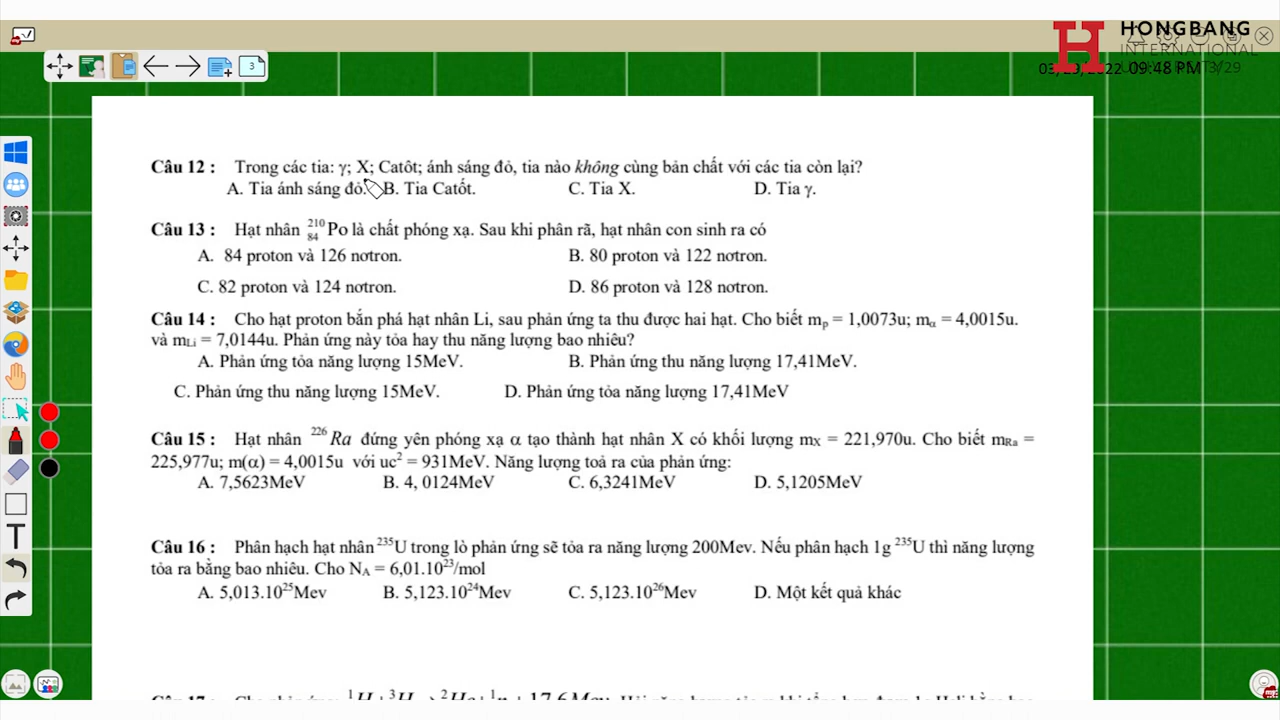 HONGBANG
INTERNATIONAL
UNIVERSITY
2022 09:48 PM 3/29
3
Câu 12 : Trong các tia: γ; X; Catôt; ánh sáng đỏ, tia nào không cùng bản chất với các tia còn lại?
A. Tia ánh sáng đỏ. B. Tia Catốt. C. Tia X. D. Tia γ.
Câu 13 : Hạt nhân ²¹⁰₈₄Po là chất phóng xạ. Sau khi phân rã, hạt nhân con sinh ra có
A. 84 proton và 126 nơtron. B. 80 proton và 122 nơtron.
C. 82 proton và 124 nơtron. D. 86 proton và 128 nơtron.
Câu 14 : Cho hạt proton bắn phá hạt nhân Li, sau phản ứng ta thu được hai hạt. Cho biết mₚ = 1,0073u; m_α = 4,0015u.
và m_Li = 7,0144u. Phản ứng này tỏa hay thu năng lượng bao nhiêu?
A. Phản ứng tỏa năng lượng 15MeV. B. Phản ứng thu năng lượng 17,41MeV.
C. Phản ứng thu năng lượng 15MeV. D. Phản ứng tỏa năng lượng 17,41MeV
Câu 15 : Hạt nhân ²²⁶Ra đứng yên phóng xạ α tạo thành hạt nhân X có khối lượng m_X = 221,970u. Cho biết m_Ra =
225,977u; m(α) = 4,0015u với uc² = 931MeV. Năng lượng toả ra của phản ứng:
A. 7,5623MeV B. 4, 0124MeV C. 6,3241MeV D. 5,1205MeV
Câu 16 : Phân hạch hạt nhân ²³⁵U trong lò phản ứng sẽ tỏa ra năng lượng 200Mev. Nếu phân hạch 1g ²³⁵U thì năng lượng
tỏa ra bằng bao nhiêu. Cho N_A = 6,01.10²³/mol
A. 5,013.10²⁵Mev B. 5,123.10²⁴Mev C. 5,123.10²⁶Mev D. Một kết quả khác
T